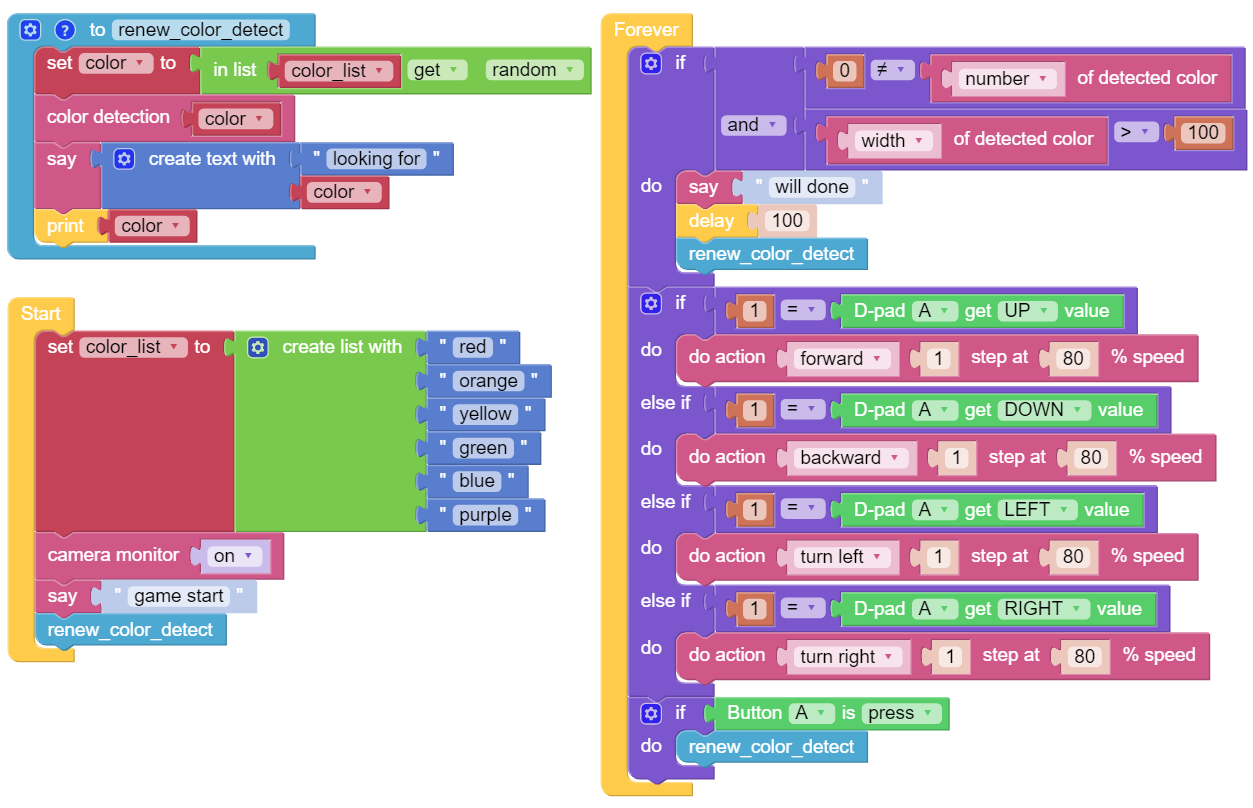 ? to renew_color_detect
set color to in list color_list get random
color detection color
say create text with " looking for "
color
print color
Start
set color_list to create list with " red "
" orange "
" yellow "
" green "
" blue "
" purple "
camera monitor on
say " game start "
renew_color_detect
Forever
if 0 ≠ number of detected color
and width of detected color > 100
do say " will done "
delay 100
renew_color_detect
if 1 = D-pad A get UP value
do do action forward 1 step at 80 % speed
else if 1 = D-pad A get DOWN value
do do action backward 1 step at 80 % speed
else if 1 = D-pad A get LEFT value
do do action turn left 1 step at 80 % speed
else if 1 = D-pad A get RIGHT value
do do action turn right 1 step at 80 % speed
if Button A is press
do renew_color_detect